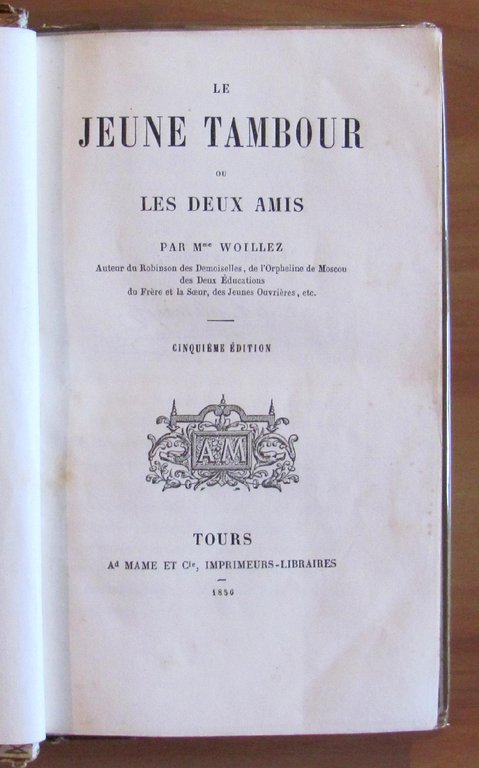 LE
JEUNE TAMBOUR
OU
LES DEUX AMIS
PAR Mme WOILLEZ
Auteur du Robinson des Demoiselles, de l'Orpheline de Moscou
des Deux Éducations
du Frère et la Sœur, des Jeunes Ouvrières, etc.
CINQUIÈME ÉDITION
A M
TOURS
Ad MAME ET Cie, IMPRIMEURS-LIBRAIRES
1856